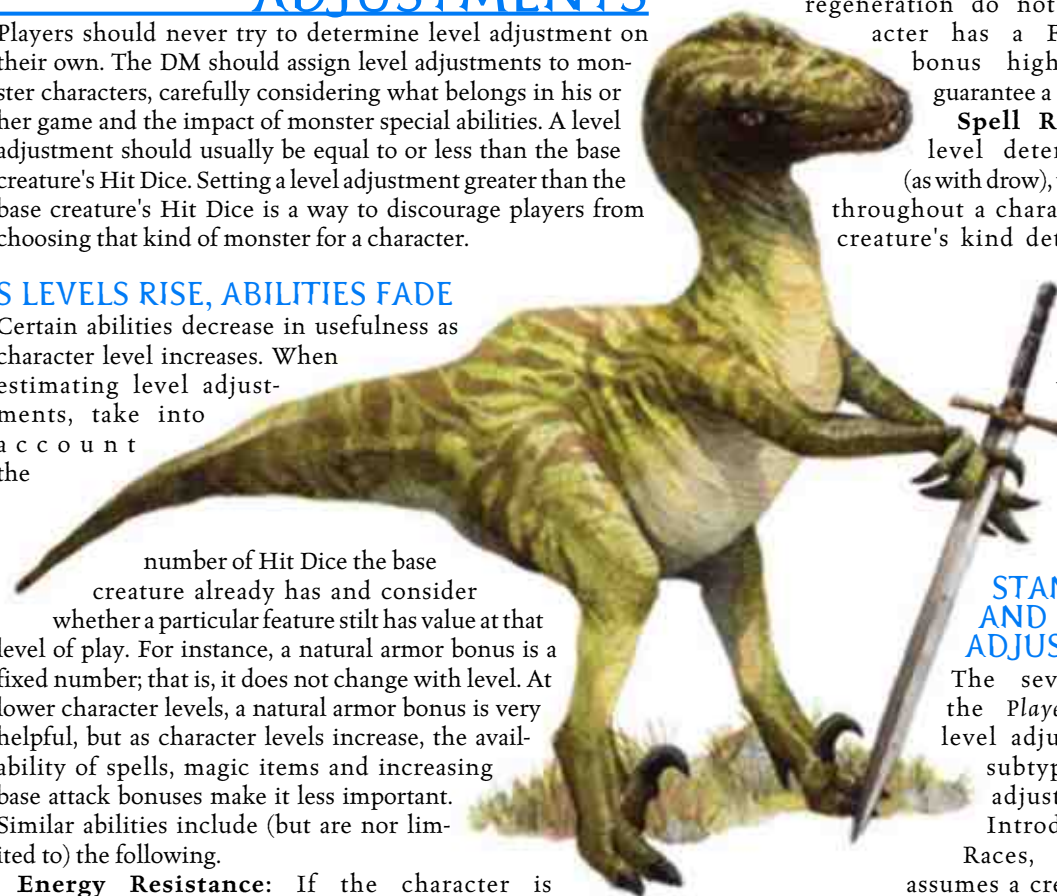 ADJUSTMENTS
Players should never try to determine level adjustment on
their own. The DM should assign level adjustments to mon-
ster characters, carefully considering what belongs in his or
her game and the impact of monster special abilities. A level
adjustment should usually be equal to or less than the base
creature's Hit Dice. Setting a level adjustment greater than the
base creature's Hit Dice is a way to discourage players from
choosing that kind of monster for a character.
S LEVELS RISE, ABILITIES FADE
Certain abilities decrease in usefulness as
character level increases. When
estimating level adjust-
ments, take into
account
the
number of Hit Dice the base
creature already has and consider
whether a particular feature stilt has value at that
level of play. For instance, a natural armor bonus is a
fixed number; that is, it does not change with level. At
lower character levels, a natural armor bonus is very
helpful, but as character levels increase, the avail-
ability of spells, magic items and increasing
base attack bonuses make it less important.
Similar abilities include (but are nor lim-
ited to) the following.
Energy Resistance: If the character is
regeneration do not
acter has a
bonus high
guarantee a
Spell R
level deter
(as with drow),
throughout a chara
creature's kind det
STAN
AND
ADJUS
The sev
the Playe
level adju
subtyp
adjust
Introd
Races,
assumes a cre